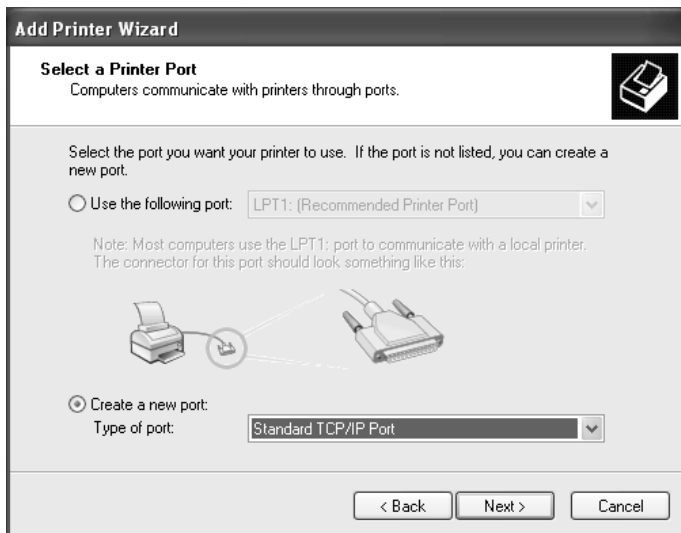 Add Printer Wizard
Select a Printer Port
Computers communicate with printers through ports.
Select the port you want your printer to use. If the port is not listed, you can create a
new port.
Use the following port: LPT1: (Recommended Printer Port)
Note: Most computers use the LPT1: port to communicate with a local printer.
The connector for this port should look something like this:
Create a new port:
Type of port: Standard TCP/IP Port
< Back Next > Cancel